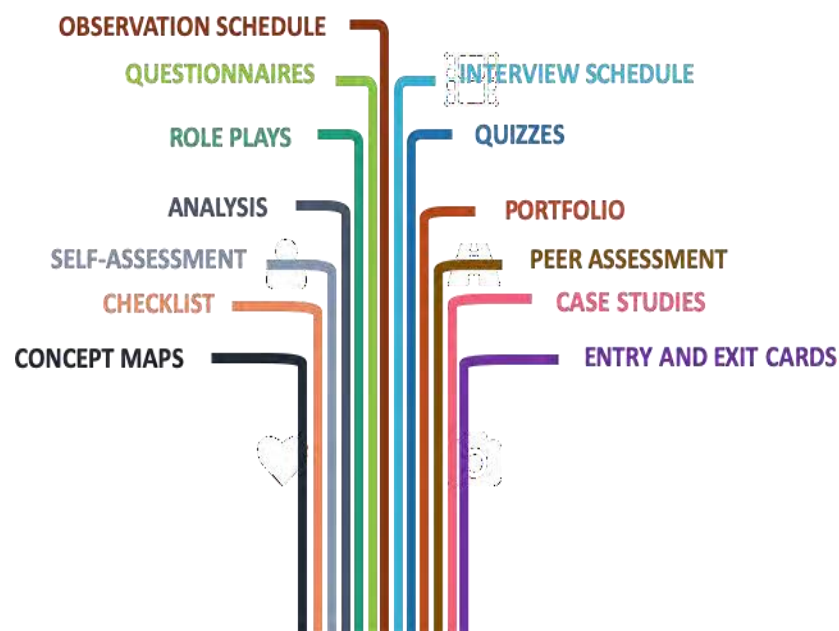 OBSERVATION SCHEDULE
QUESTIONNAIRES
INTERVIEW SCHEDULE
ROLE PLAYS
QUIZZES
ANALYSIS
PORTFOLIO
SELF-ASSESSMENT
PEER ASSESSMENT
CHECKLIST
CASE STUDIES
CONCEPT MAPS
ENTRY AND EXIT CARDS